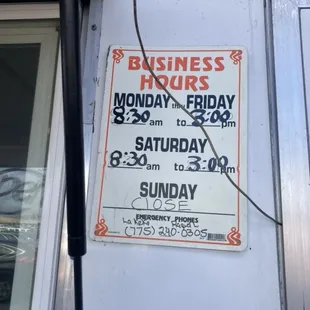 BUSINESS
HOURS
MONDAY thru FRIDAY
8:30 am to 3:00 pm
SATURDAY
8:30 am to 3:00 pm
SUNDAY
CLOSE
EMERGENCY PHONES
(775) 240-0305